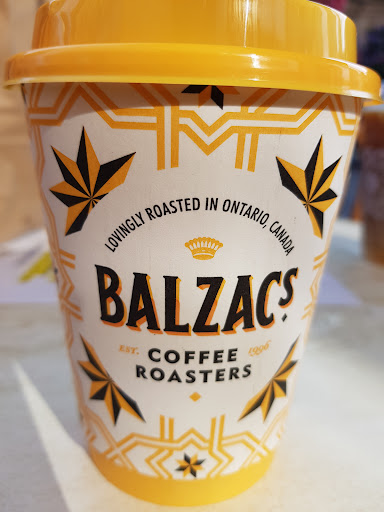 LOVINGLY ROASTED IN ONTARIO, CANADA
BALZAC'S
EST. 1996
COFFEE
ROASTERS